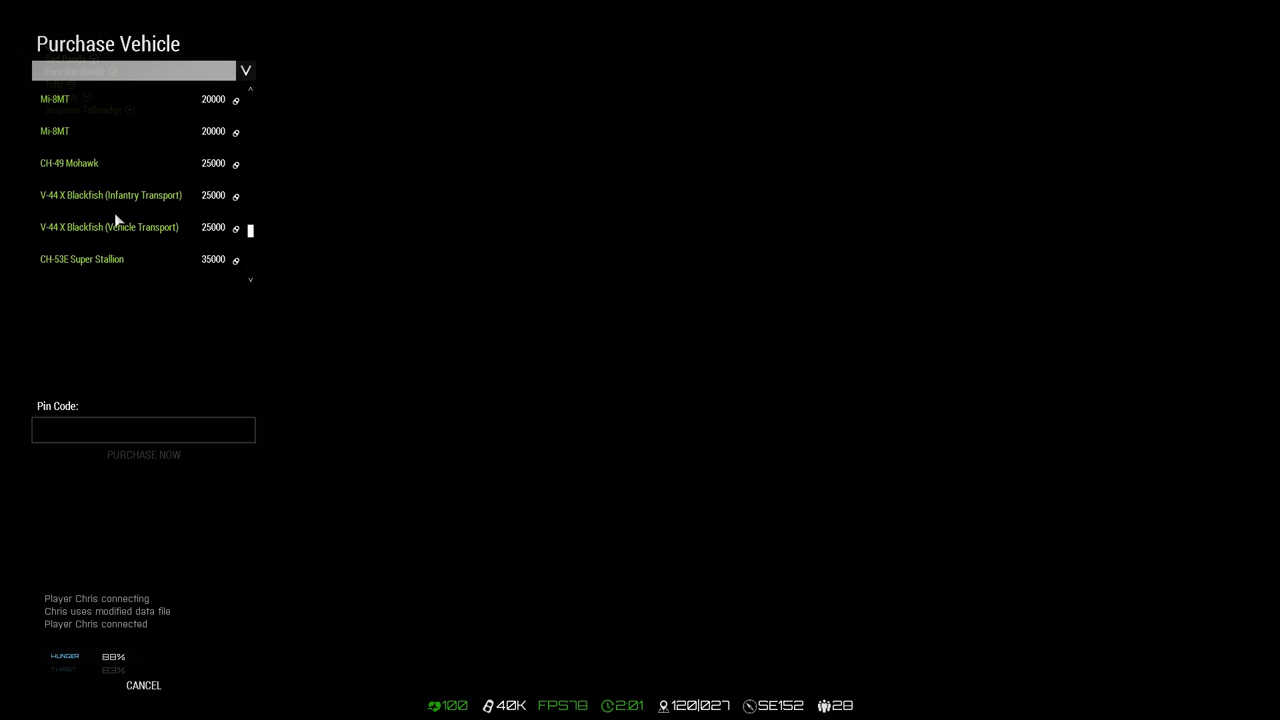 Purchase Vehicle
V
Mi-8MT 20000
Mi-8MT 20000
CH-49 Mohawk 25000
V-44 X Blackfish (Infantry Transport) 25000
V-44 X Blackfish (Vehicle Transport) 25000
CH-53E Super Stallion 35000
Pin Code:
PURCHASE NOW
Player Chris connecting
Chris uses modified data file
Player Chris connected
HUNGER 88%
THIRST 83%
CANCEL
100 40K FPS78 2:01 120|027 SE152 28